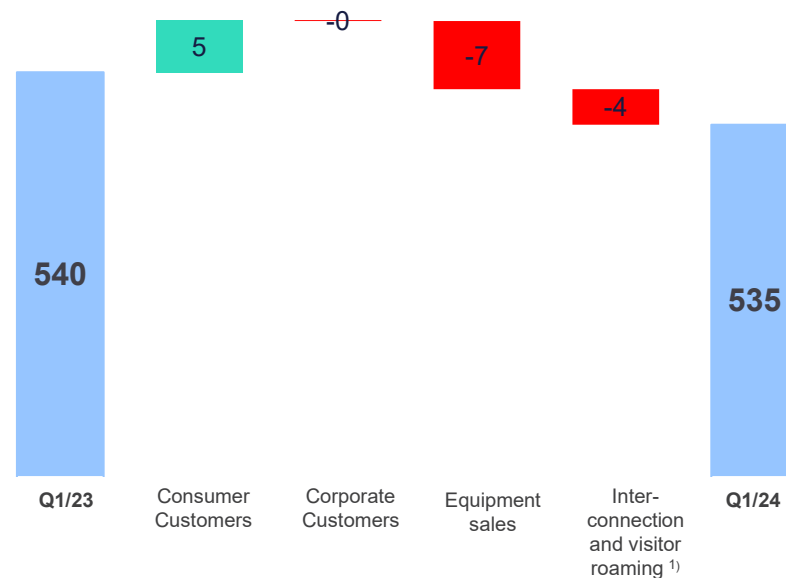 5
-0
-7
-4
540
535
Q1/23
Consumer
Customers
Corporate
Customers
Equipment
sales
Inter-
connection
and visitor
roaming 1)
Q1/24